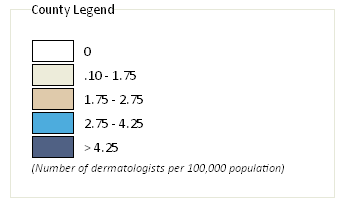 County Legend
0
.10 - 1.75
1.75 - 2.75
2.75 - 4.25
> 4.25
(Number of dermatologists per 100,000 population)